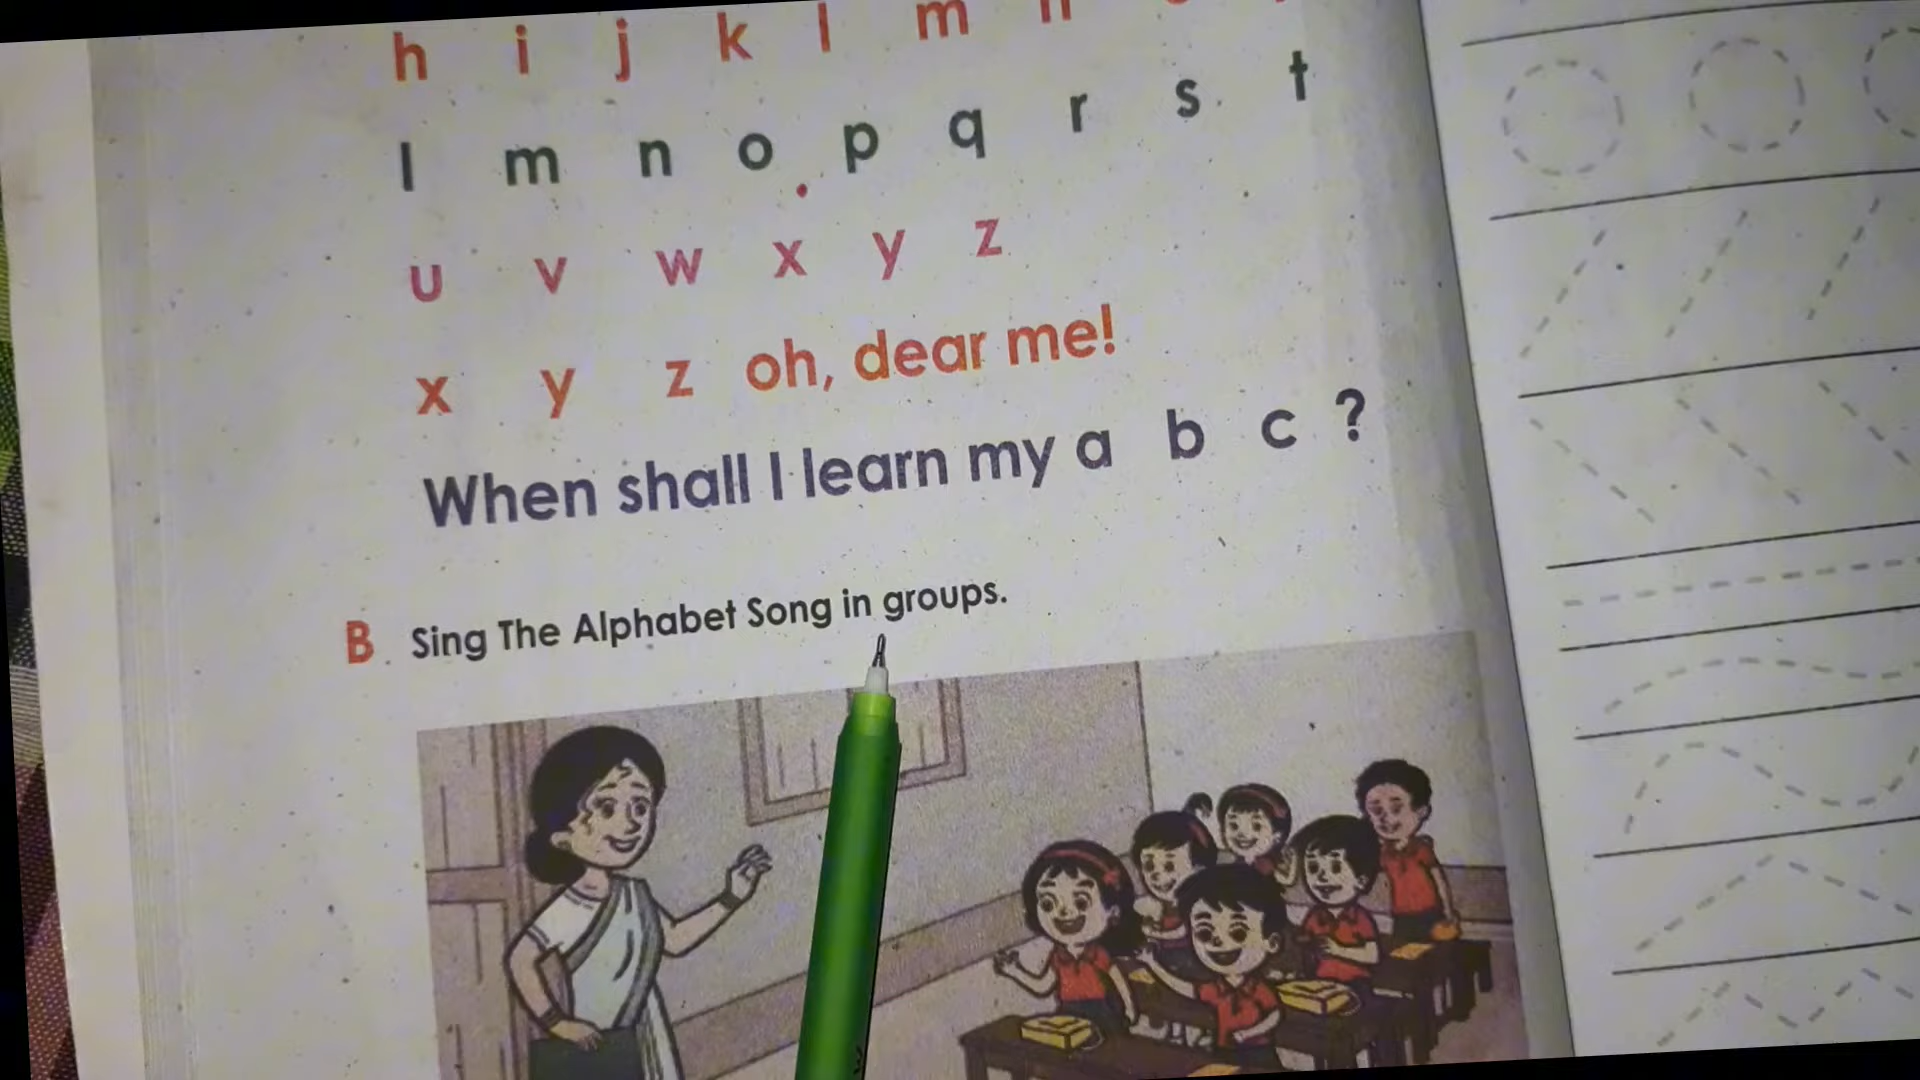 h i j k l m n
l m n o p q r s t
u v w x y z
x y z oh, dear me!
When shall I learn my a b c ?
B Sing The Alphabet Song in groups.